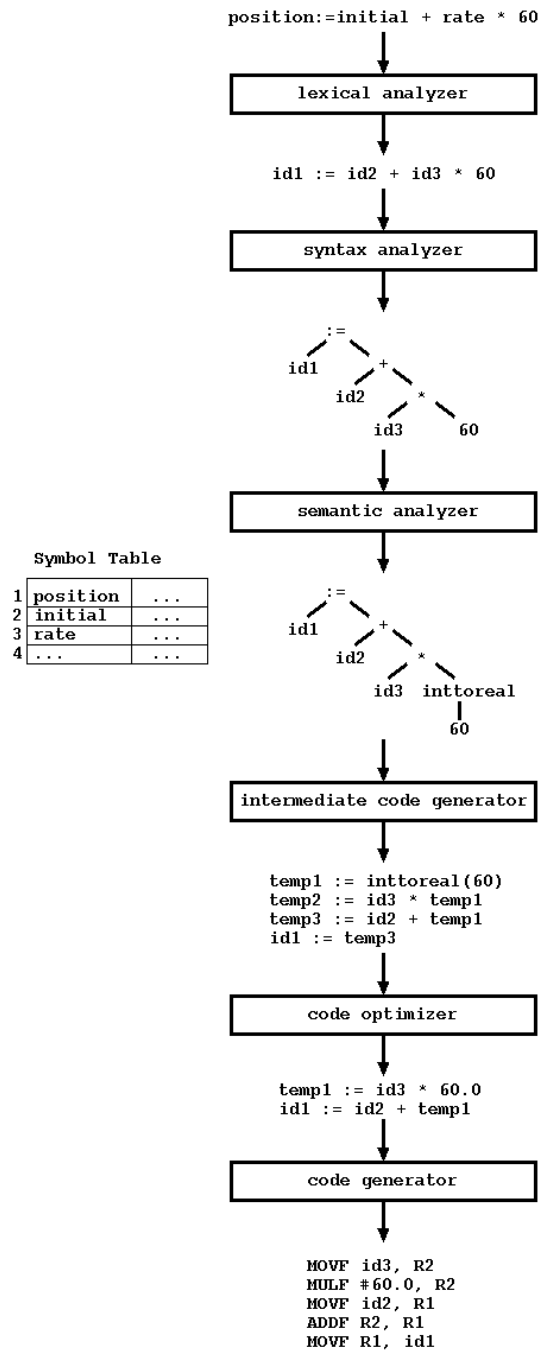 position:=initial + rate * 60
lexical analyzer
id1 := id2 + id3 * 60
syntax analyzer
:=
id1 +
id2 *
id3 60
semantic analyzer
Symbol Table
1 position ...
2 initial ...
3 rate ...
4 ... ...
:=
id1 +
id2 *
id3 inttoreal
60
intermediate code generator
temp1 := inttoreal(60)
temp2 := id3 * temp1
temp3 := id2 + temp1
id1 := temp3
code optimizer
temp1 := id3 * 60.0
id1 := id2 + temp1
code generator
MOVF id3, R2
MULF #60.0, R2
MOVF id2, R1
ADDF R2, R1
MOVF R1, id1